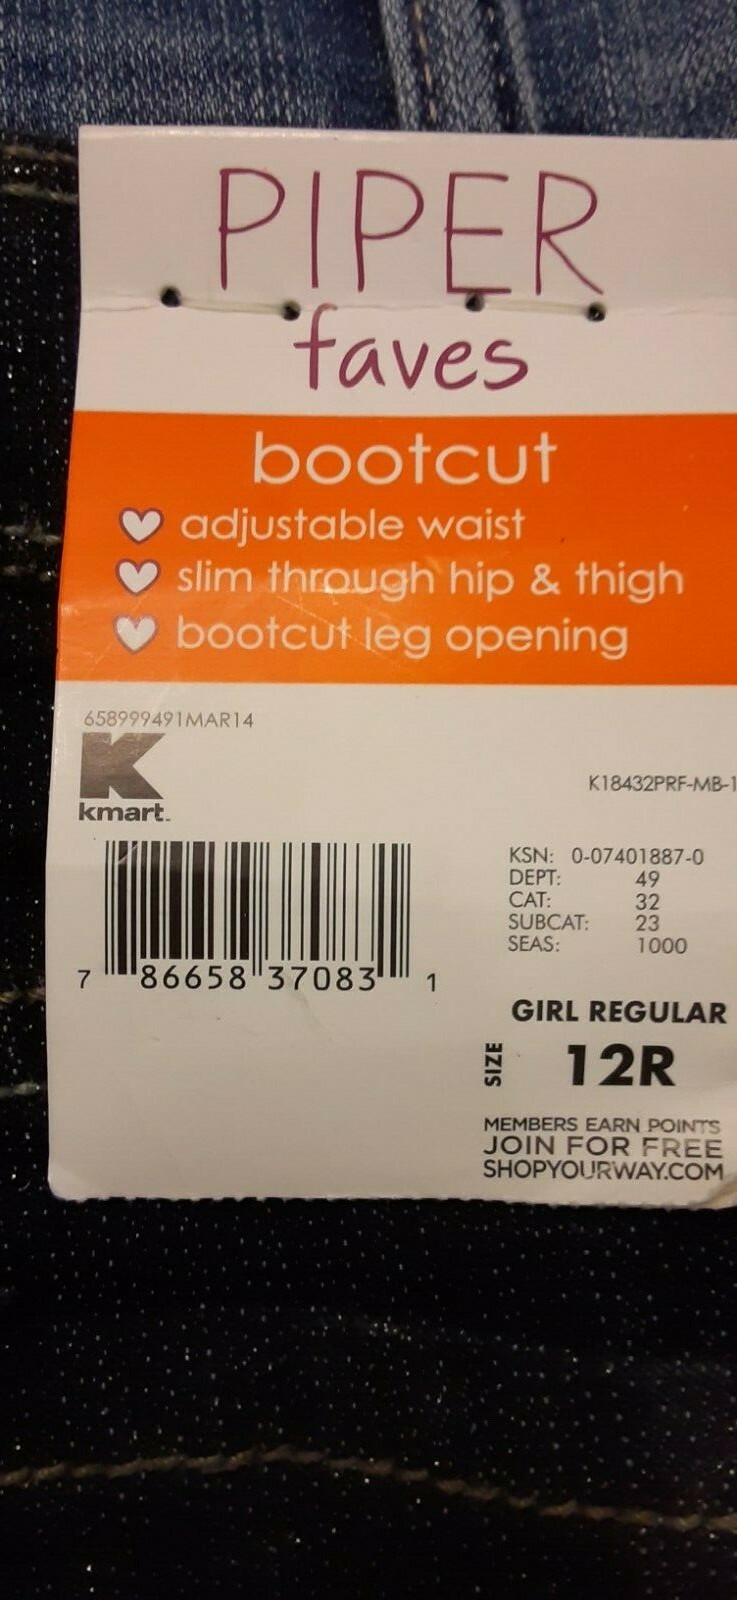 PIPER
faves
bootcut
adjustable waist
slim through hip & thigh
bootcut leg opening
658999491MAR14
K
kmart.
K18432PRF-MB-1
7 86658 37083 1
KSN: 0-07401887-0
DEPT: 49
CAT: 32
SUBCAT: 23
SEAS: 1000
GIRL REGULAR
SIZE 12R
MEMBERS EARN POINTS
JOIN FOR FREE
SHOPYOURWAY.COM